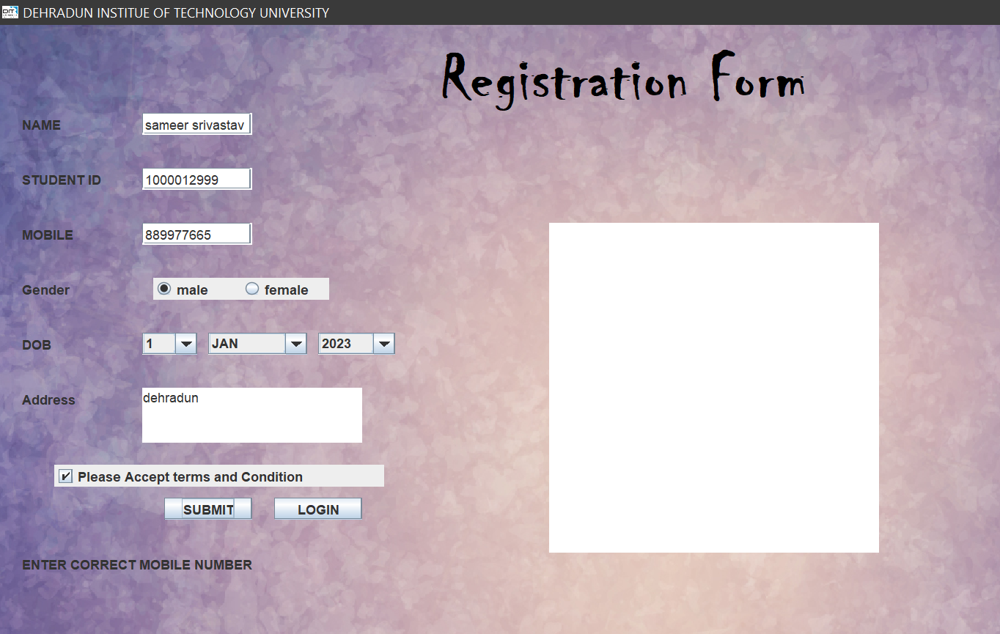 DEHRADUN INSTITUE OF TECHNOLOGY UNIVERSITY
Registration Form
NAME sameer srivastav
STUDENT ID 1000012999
MOBILE 889977665
Gender male female
DOB 1 JAN 2023
Address dehradun
Please Accept terms and Condition
SUBMIT LOGIN
ENTER CORRECT MOBILE NUMBER